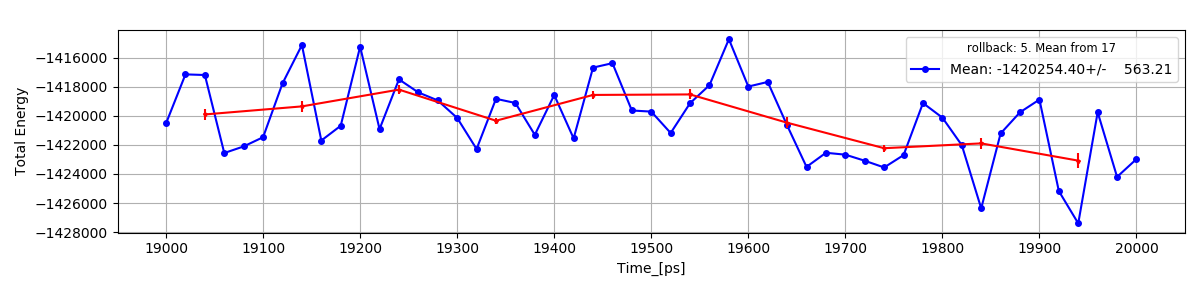 rollback: 5. Mean from 17
Mean: -1420254.40+/-    563.21
Total Energy
−1416000
−1418000
−1420000
−1422000
−1424000
−1426000
−1428000
19000 19100 19200 19300 19400 19500 19600 19700 19800 19900 20000
Time_[ps]